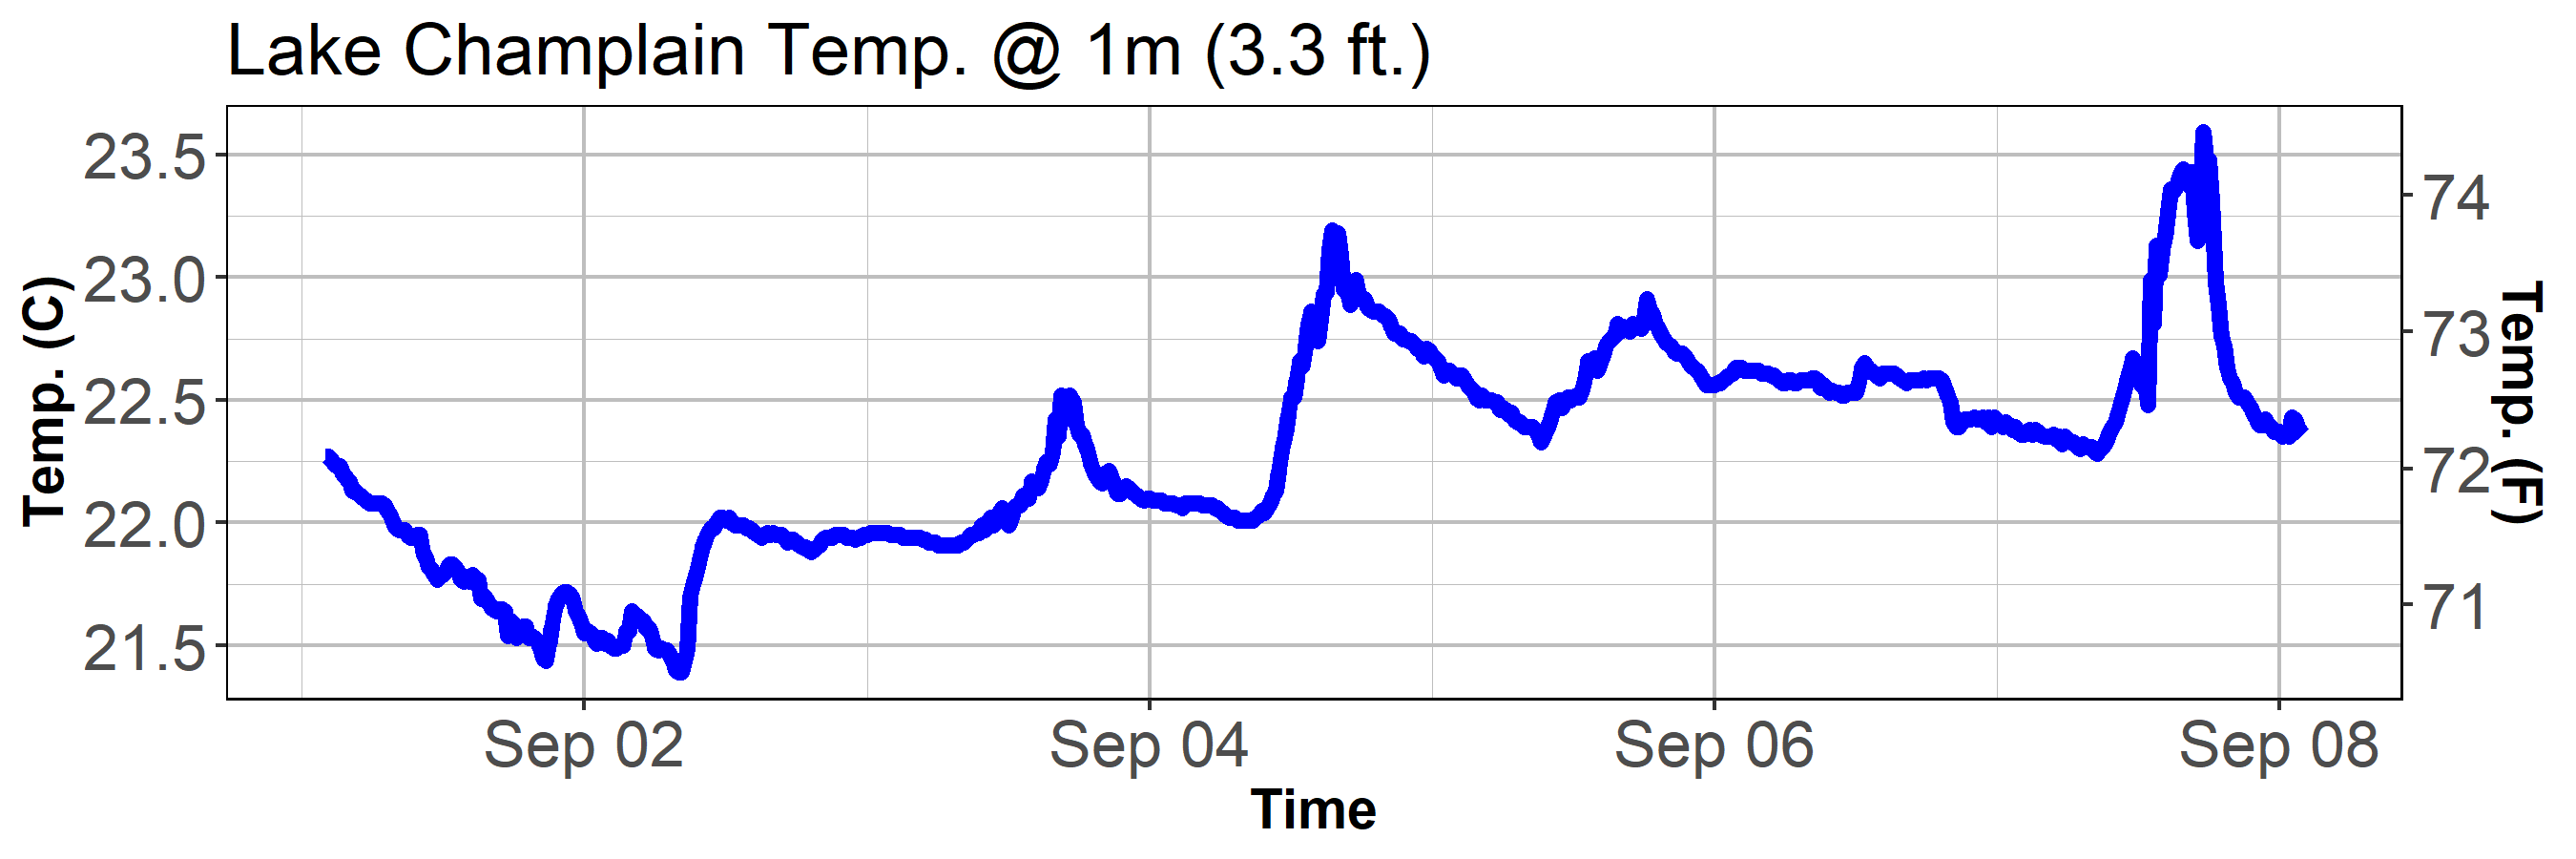 Lake Champlain Temp. @ 1m (3.3 ft.)
Temp. (C)
23.5
23.0
22.5
22.0
21.5
74
73
72
71
Temp. (F)
Sep 02 Sep 04 Sep 06 Sep 08
Time